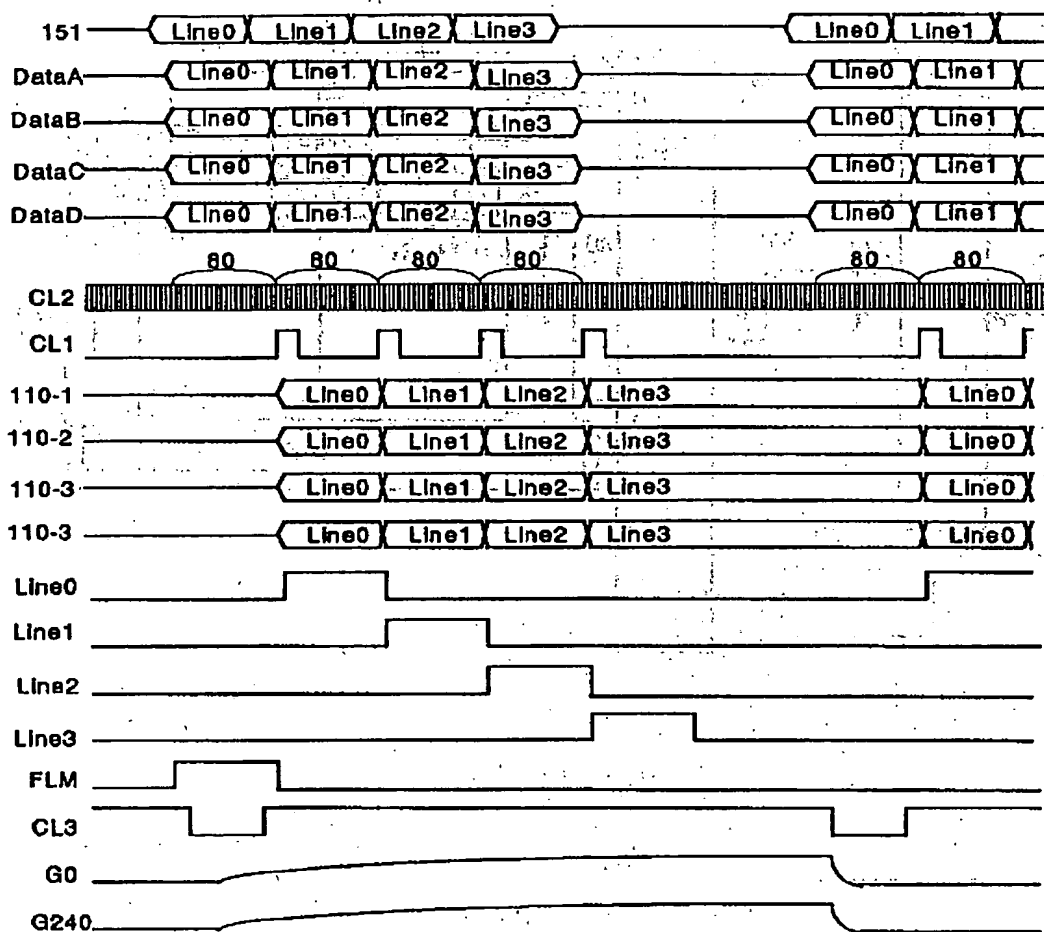 151 Line0 Line1 Line2 Line3 Line0 Line1
DataA Line0 Line1 Line2 Line3 Line0 Line1
DataB Line0 Line1 Line2 Line3 Line0 Line1
DataC Line0 Line1 Line2 Line3 Line0 Line1
DataD Line0 Line1 Line2 Line3 Line0 Line1
80 80 80 80 80 80
CL2
CL1
110-1 Line0 Line1 Line2 Line3 Line0
110-2 Line0 Line1 Line2 Line3 Line0
110-3 Line0 Line1 Line2 Line3 Line0
110-3 Line0 Line1 Line2 Line3 Line0
Line0
Line1
Line2
Line3
FLM
CL3
G0
G240